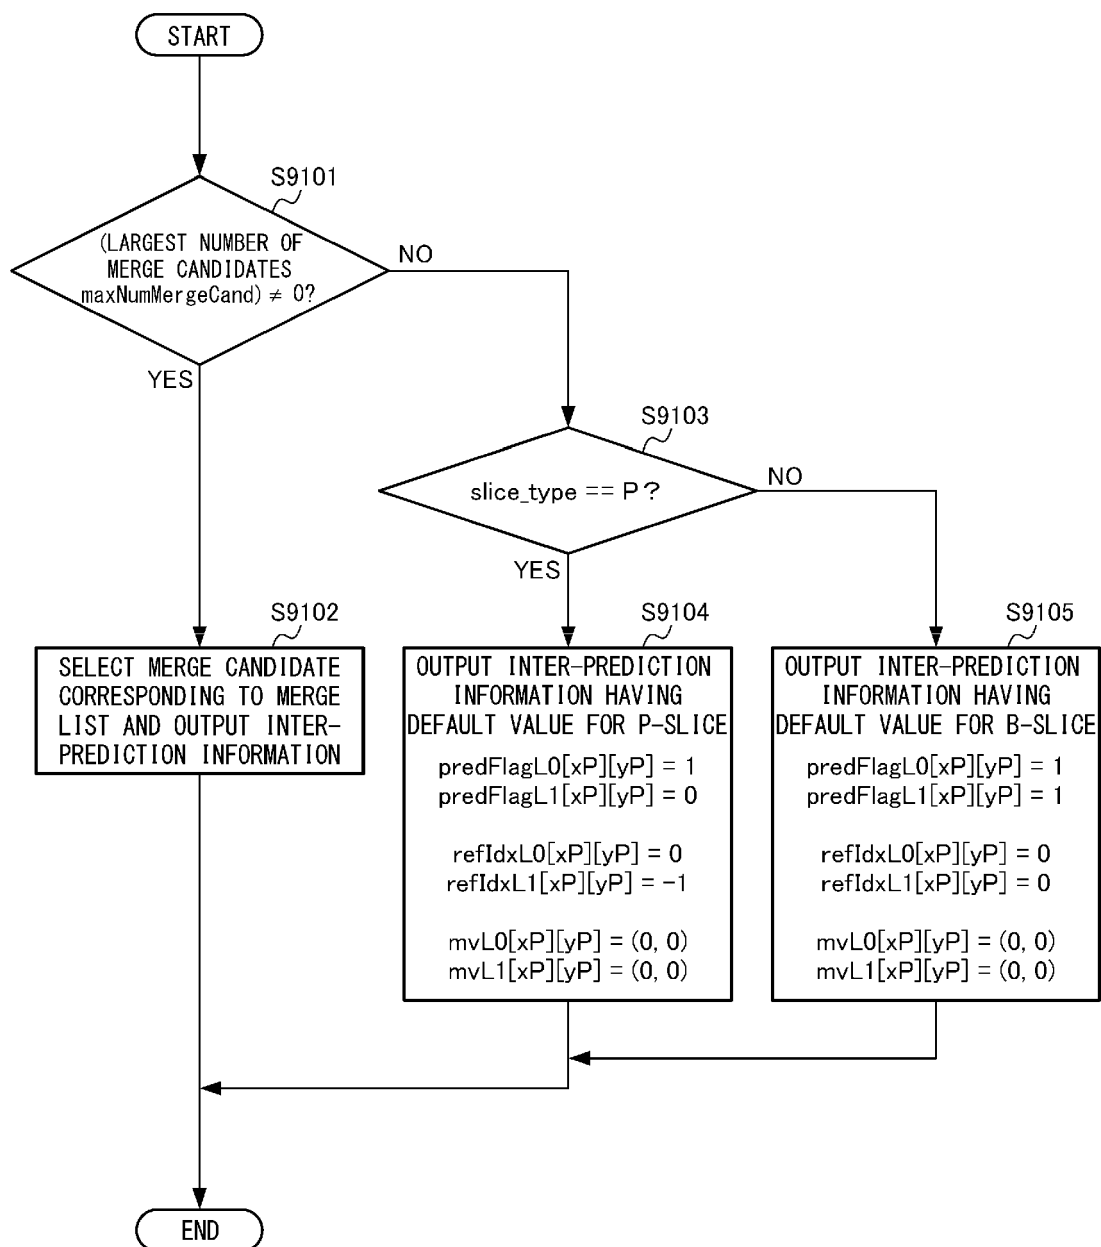 START
S9101
(LARGEST NUMBER OF
MERGE CANDIDATES
maxNumMergeCand) ≠ 0?
NO
YES
S9103
slice_type == P?
NO
YES
S9102
SELECT MERGE CANDIDATE
CORRESPONDING TO MERGE
LIST AND OUTPUT INTER-
PREDICTION INFORMATION
S9104
OUTPUT INTER-PREDICTION
INFORMATION HAVING
DEFAULT VALUE FOR P-SLICE
predFlagL0[xP][yP] = 1
predFlagL1[xP][yP] = 0
refIdxL0[xP][yP] = 0
refIdxL1[xP][yP] = -1
mvL0[xP][yP] = (0, 0)
mvL1[xP][yP] = (0, 0)
S9105
OUTPUT INTER-PREDICTION
INFORMATION HAVING
DEFAULT VALUE FOR B-SLICE
predFlagL0[xP][yP] = 1
predFlagL1[xP][yP] = 1
refIdxL0[xP][yP] = 0
refIdxL1[xP][yP] = 0
mvL0[xP][yP] = (0, 0)
mvL1[xP][yP] = (0, 0)
END